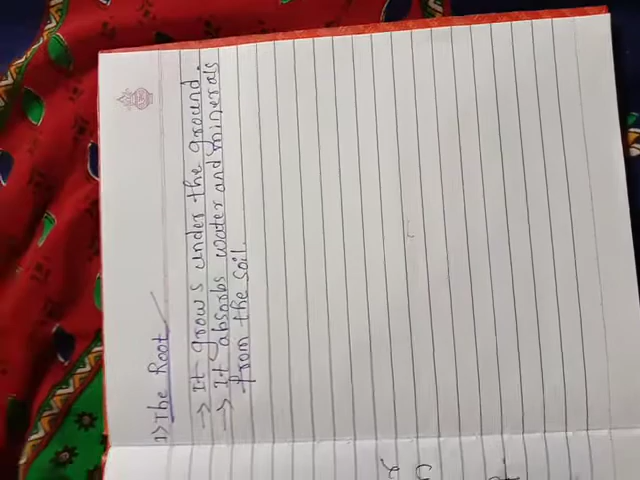 1) The Root
→ It grows under the ground.
→ It absorbs water and minerals
from the soil